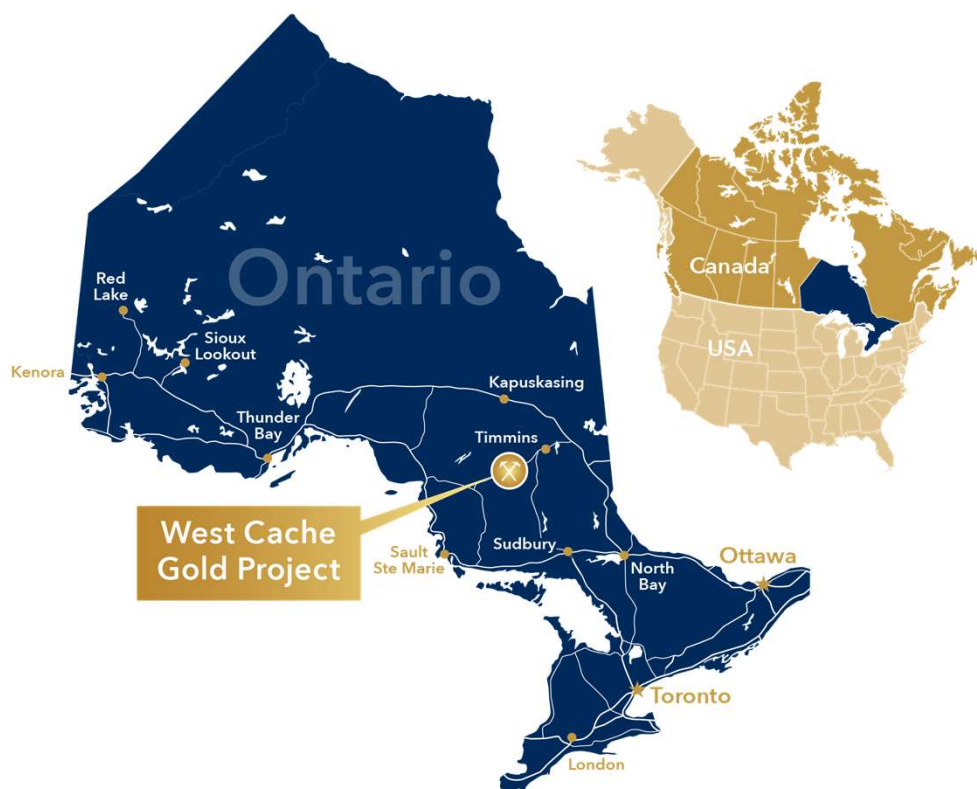 Ontario
Red
Lake
Sioux
Lookout
Kenora
Thunder
Bay
Kapuskasing
Timmins
West Cache
Gold Project
Sault
Ste Marie
Sudbury
North
Bay
Ottawa
Toronto
London
Canada
USA